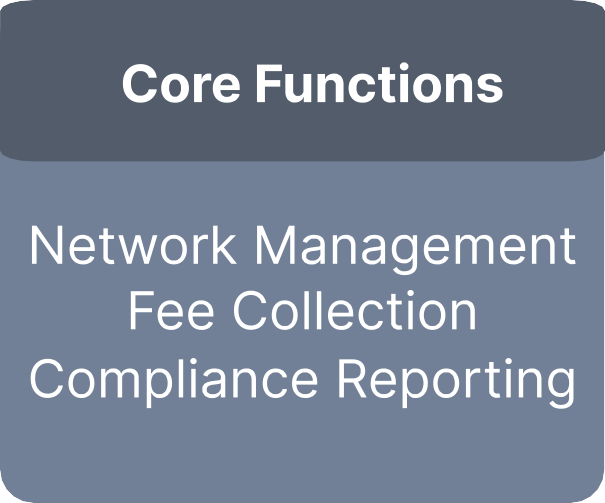 Core Functions
Network Management
Fee Collection
Compliance Reporting